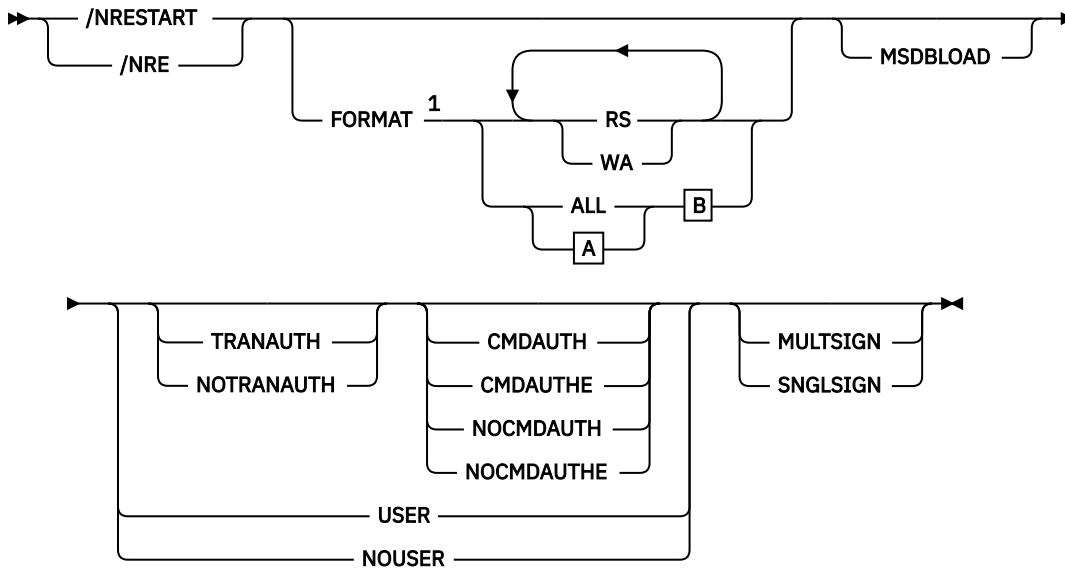 /NRESTART
/NRE
FORMAT 1
RS
WA
ALL
A
B
MSDBLOAD
TRANAUTH
NOTRANAUTH
CMDAUTH
CMDAUTHE
NOCMDAUTH
NOCMDAUTHE
USER
NOUSER
MULTSIGN
SNGLSIGN